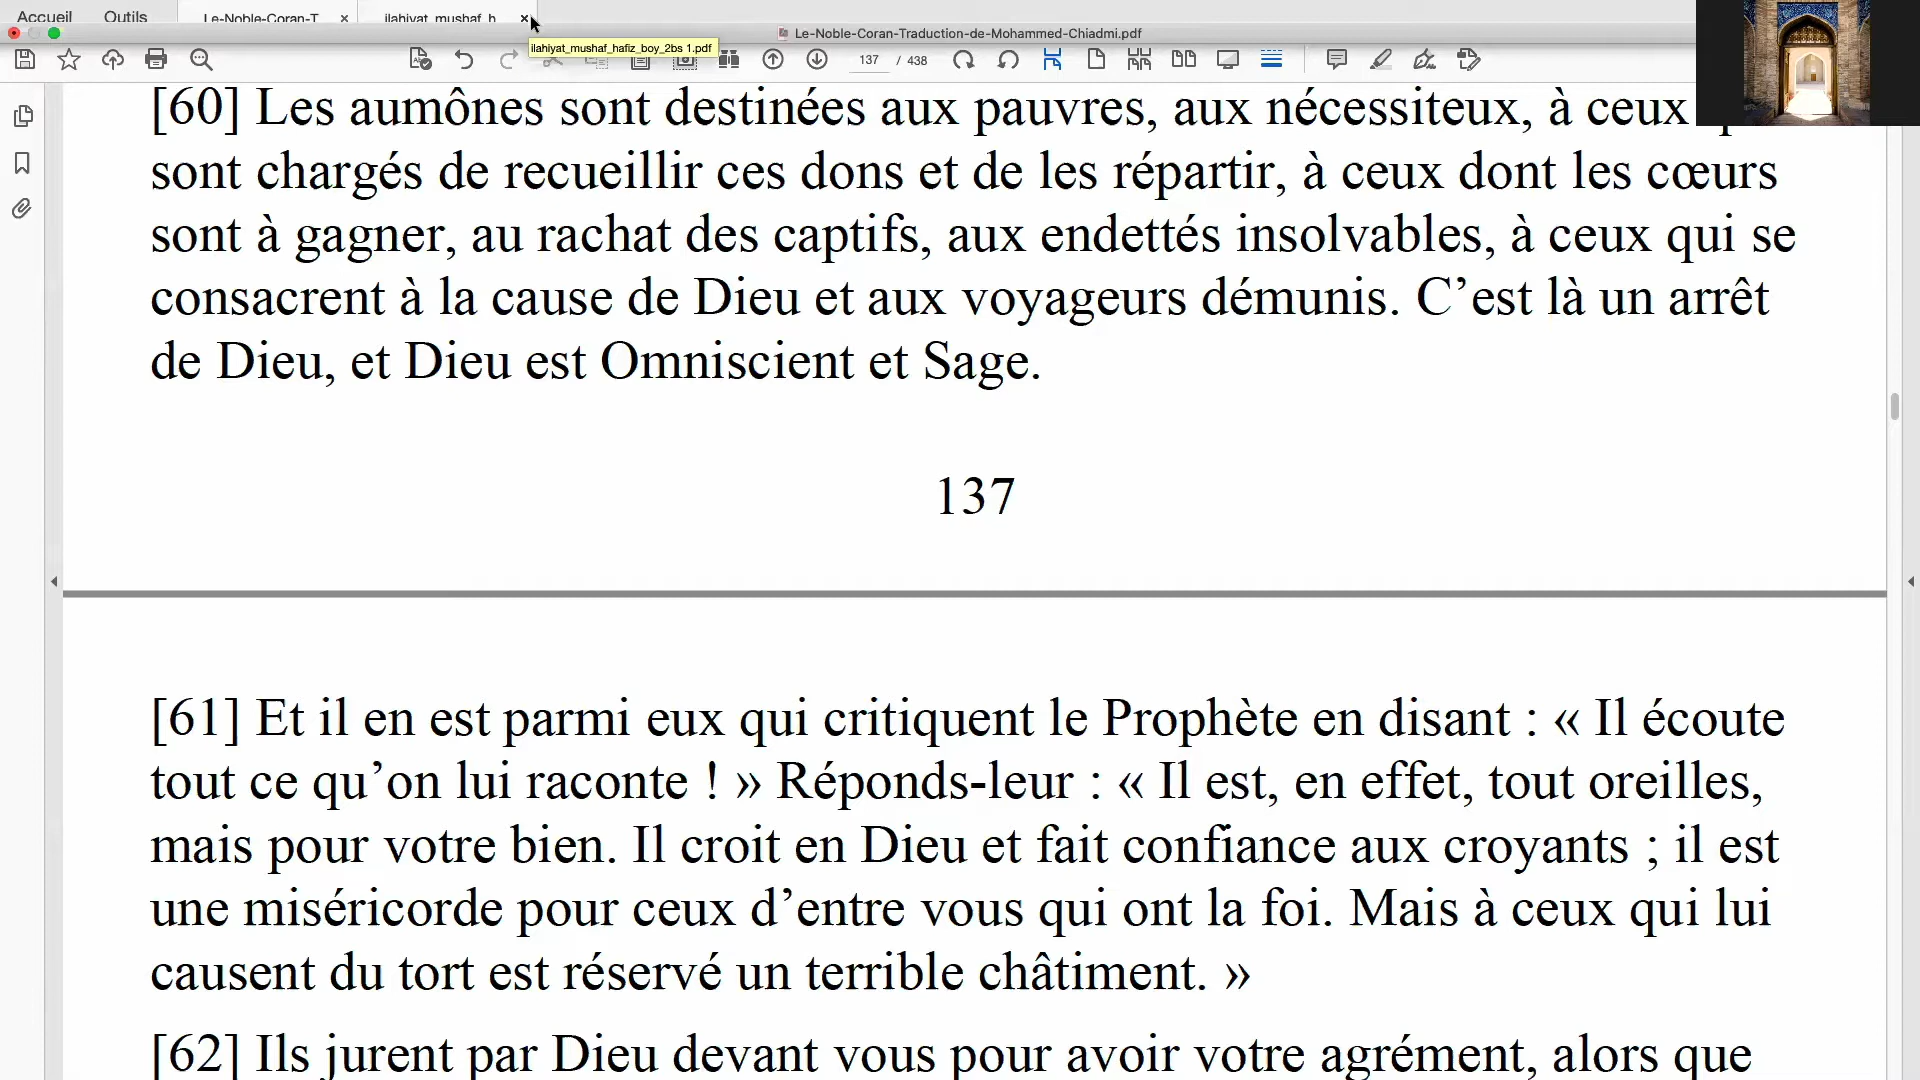 Accueil Outils Le-Noble-Coran-T... × ilahiyat_mushaf_h... ×
Le-Noble-Coran-Traduction-de-Mohammed-Chiadmi.pdf
ilahiyat_mushaf_hafiz_boy_2bs 1.pdf
137 / 438
[60] Les aumônes sont destinées aux pauvres, aux nécessiteux, à ceux
sont chargés de recueillir ces dons et de les répartir, à ceux dont les cœurs
sont à gagner, au rachat des captifs, aux endettés insolvables, à ceux qui se
consacrent à la cause de Dieu et aux voyageurs démunis. C’est là un arrêt
de Dieu, et Dieu est Omniscient et Sage.
137
[61] Et il en est parmi eux qui critiquent le Prophète en disant : « Il écoute
tout ce qu’on lui raconte ! » Réponds-leur : « Il est, en effet, tout oreilles,
mais pour votre bien. Il croit en Dieu et fait confiance aux croyants ; il est
une miséricorde pour ceux d’entre vous qui ont la foi. Mais à ceux qui lui
causent du tort est réservé un terrible châtiment. »
[62] Ils jurent par Dieu devant vous pour avoir votre agrément, alors que